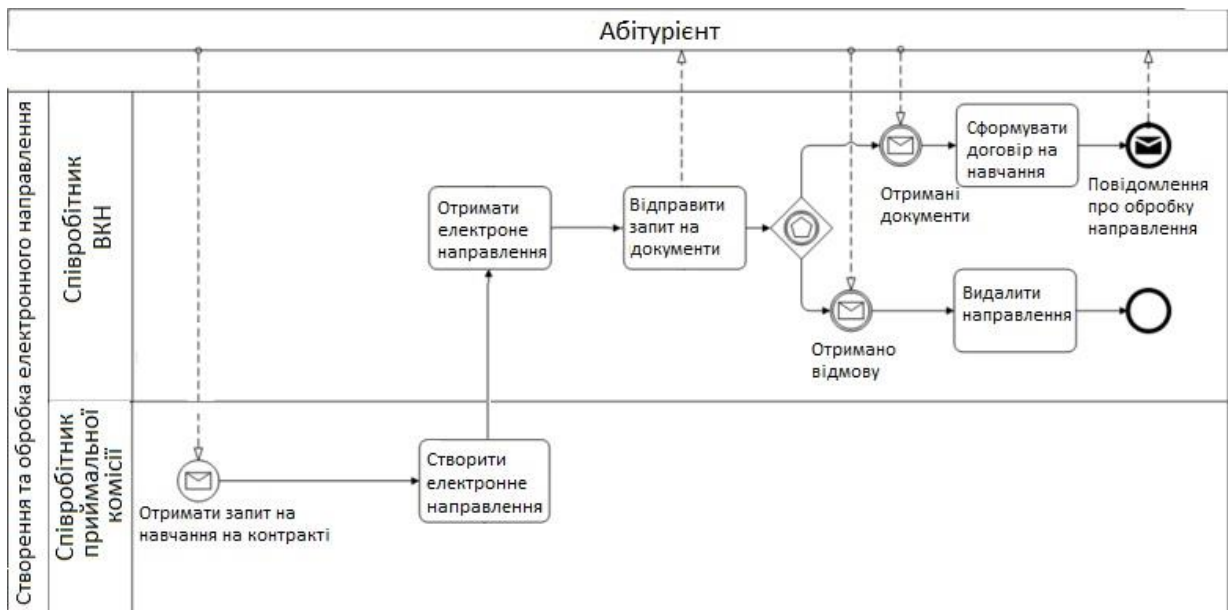 Абітурієнт
Створення та обробка електронного направлення
Співробітник
ВКН
Отримати
електроне
направлення
Відправити
запит на
документи
Отримані
документи
Сформувати
договір на
навчання
Повідомлення
про обробку
направлення
Отримано
відмову
Видалити
направлення
Співробітник
приймальної
комісії
Отримати запит на
навчання на контракті
Створити
електронне
направлення